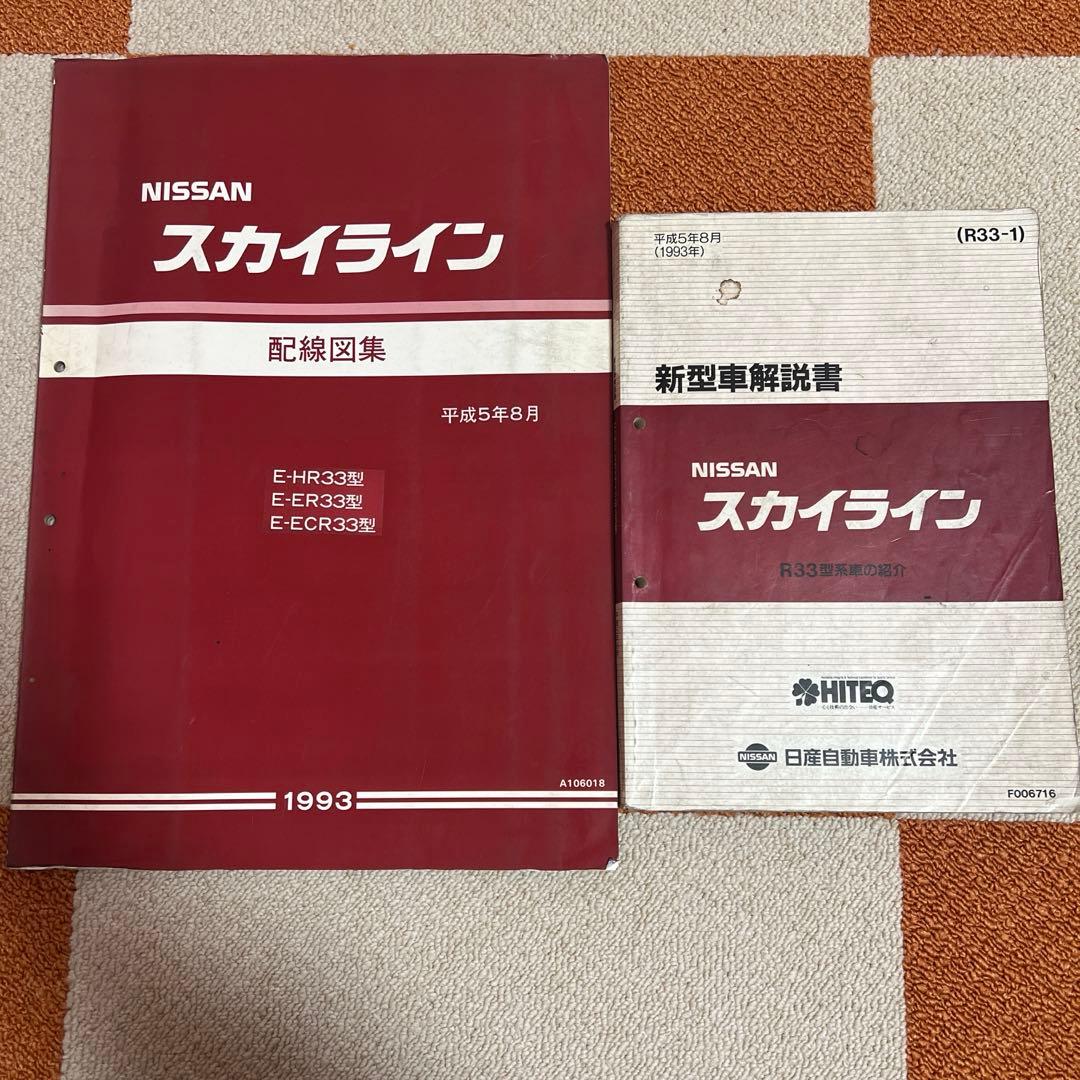 NISSAN
スカイライン
配線図集
平成5年8月
E-HR33型
E-ER33型
E-ECR33型
A106018
1993
平成5年8月
(1993年)
(R33-1)
新型車解説書
NISSAN
スカイライン
R33型系車の紹介
HITEQ
NISSAN
日産自動車株式会社
F006716